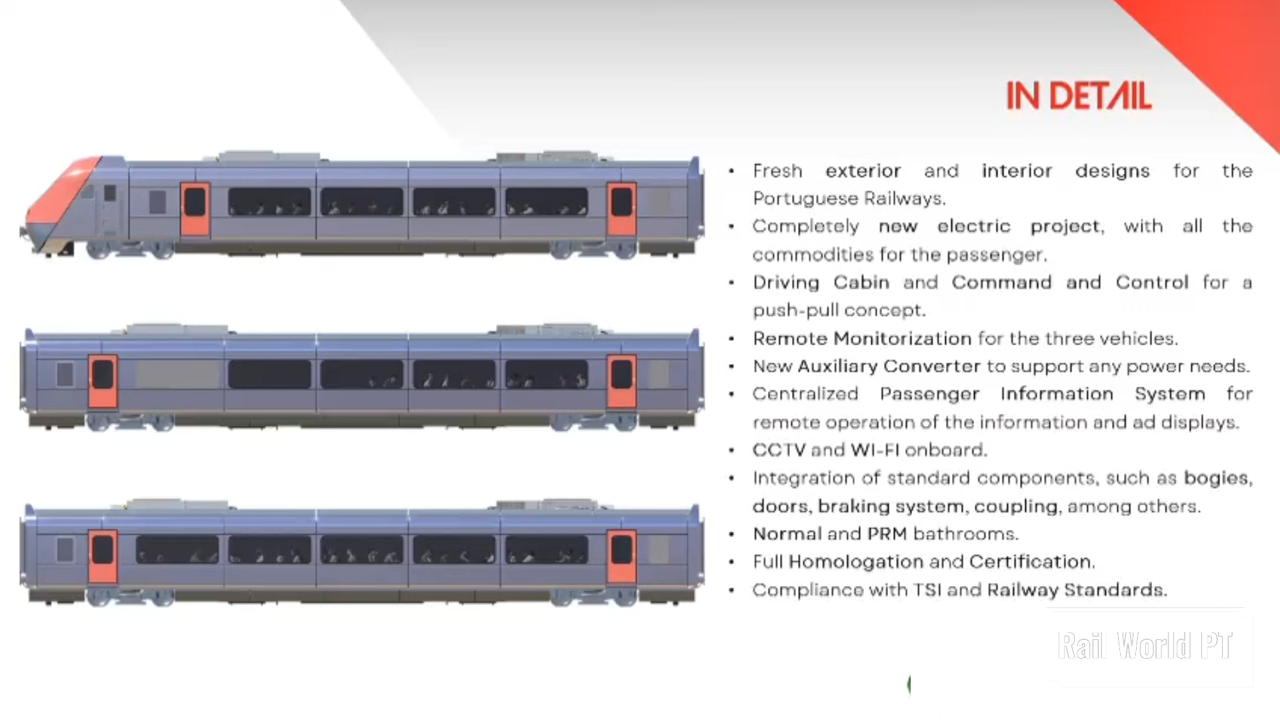 IN DETAIL
• Fresh exterior and interior designs for the
Portuguese Railways.
• Completely new electric project, with all the
commodities for the passenger.
• Driving Cabin and Command and Control for a
push-pull concept.
• Remote Monitorization for the three vehicles.
• New Auxiliary Converter to support any power needs.
• Centralized Passenger Information System for
remote operation of the information and ad displays.
• CCTV and WI-FI onboard.
• Integration of standard components, such as bogies,
doors, braking system, coupling, among others.
• Normal and PRM bathrooms.
• Full Homologation and Certification.
• Compliance with TSI and Railway Standards.
Rail World PT